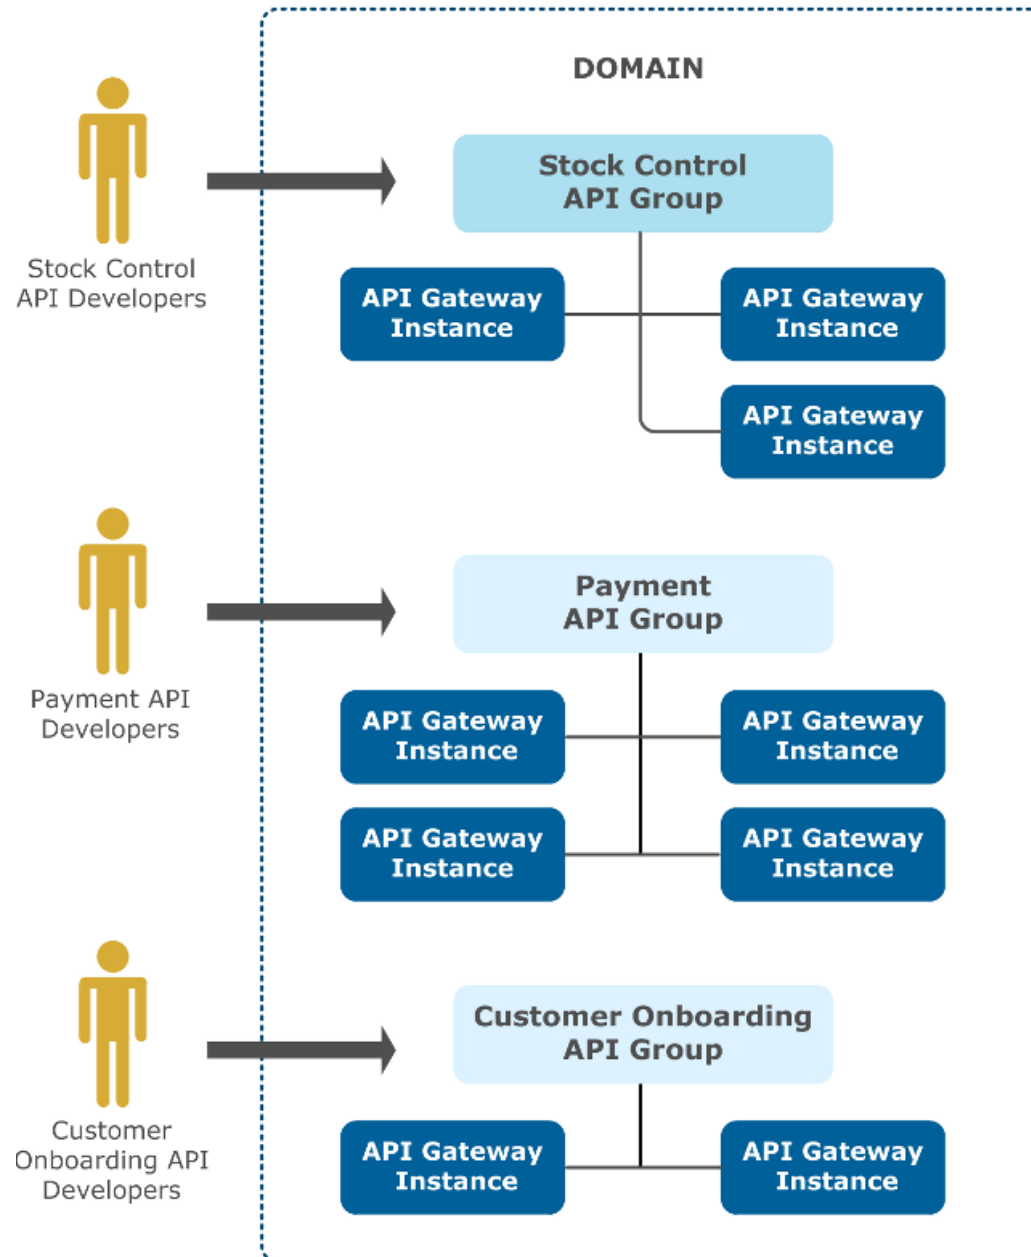 DOMAIN
Stock Control
API Group
Stock Control
API Developers
API Gateway
Instance
API Gateway
Instance
API Gateway
Instance
Payment
API Group
Payment API
Developers
API Gateway
Instance
API Gateway
Instance
API Gateway
Instance
API Gateway
Instance
Customer Onboarding
API Group
Customer
Onboarding API
Developers
API Gateway
Instance
API Gateway
Instance